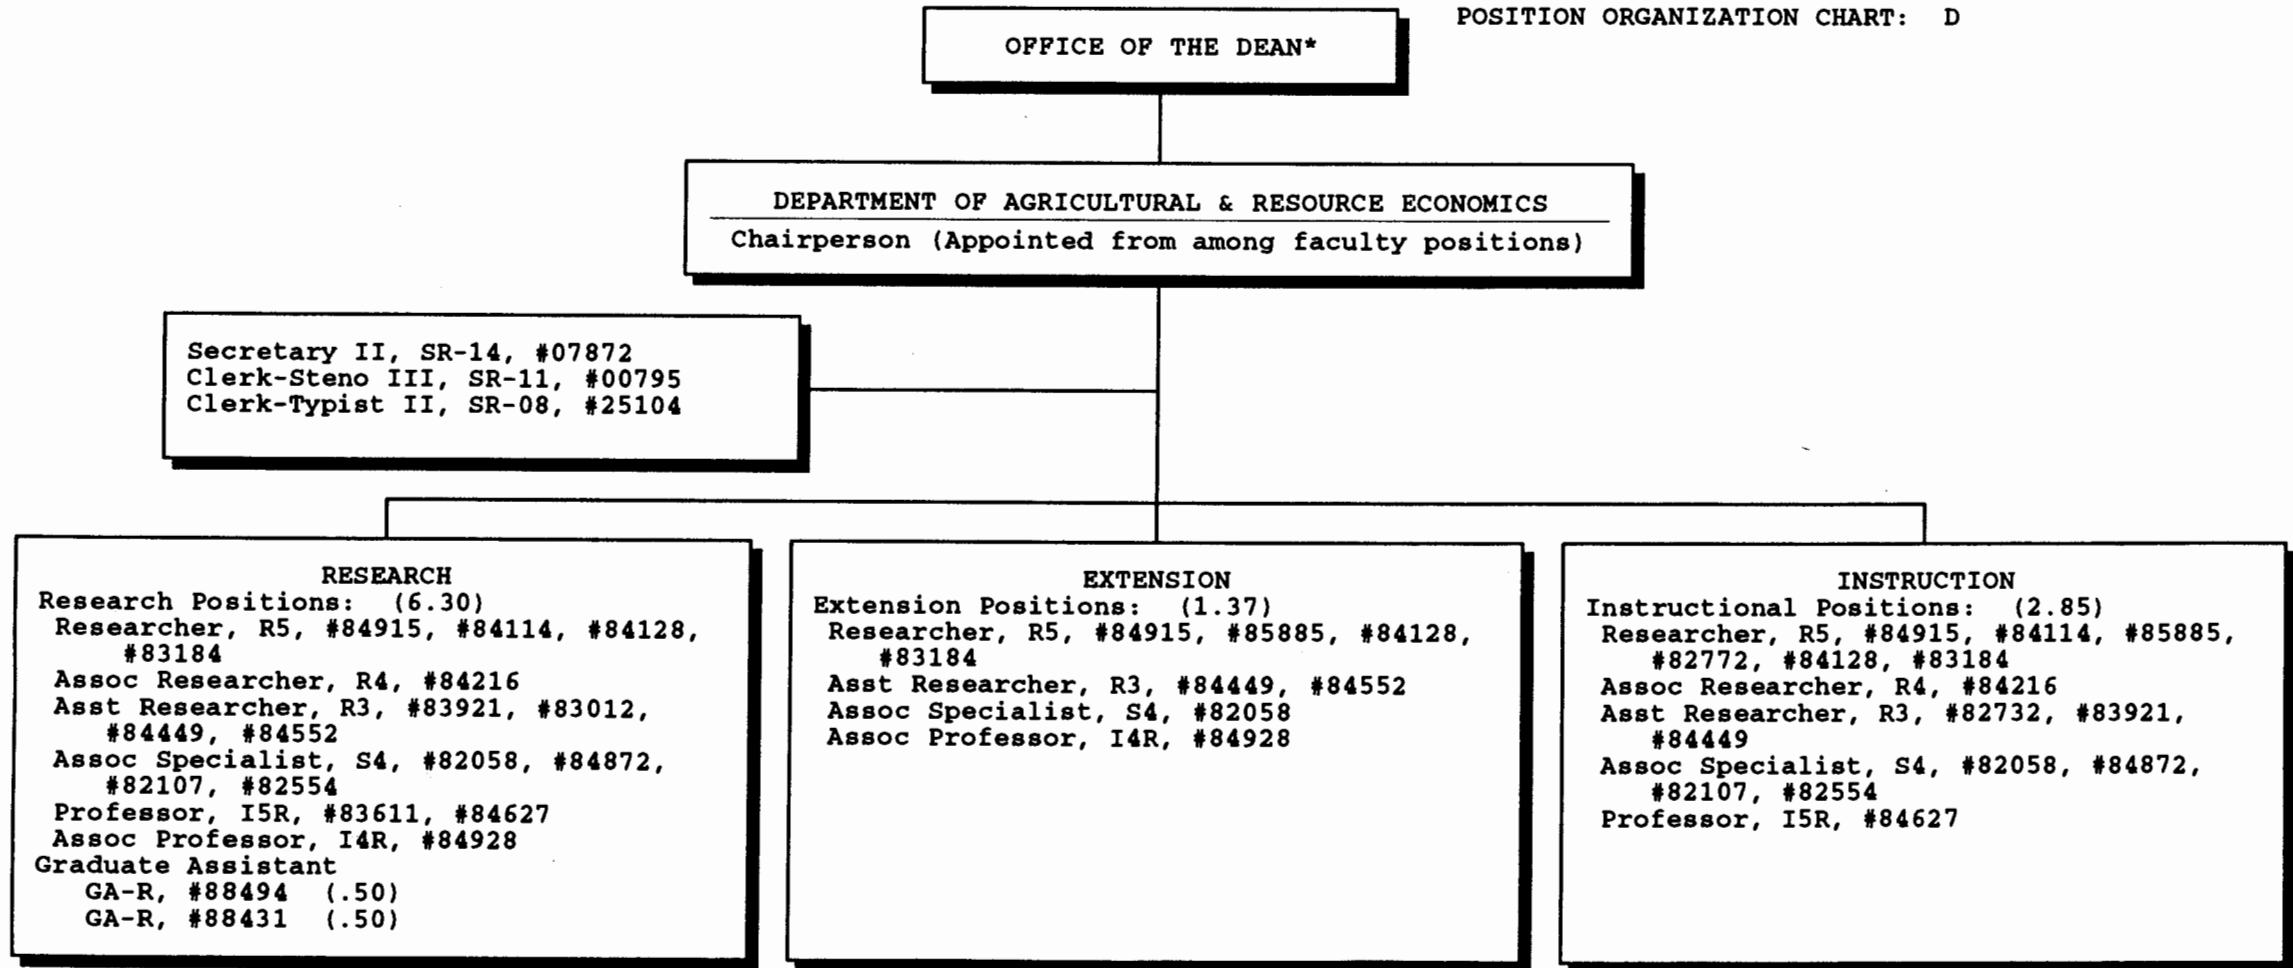 POSITION ORGANIZATION CHART:  D
OFFICE OF THE DEAN*
DEPARTMENT OF AGRICULTURAL & RESOURCE ECONOMICS
Chairperson (Appointed from among faculty positions)
Secretary II, SR-14, #07872
Clerk-Steno III, SR-11, #00795
Clerk-Typist II, SR-08, #25104
RESEARCH
Research Positions:  (6.30)
Researcher, R5, #84915, #84114, #84128,
#83184
Assoc Researcher, R4, #84216
Asst Researcher, R3, #83921, #83012,
#84449, #84552
Assoc Specialist, S4, #82058, #84872,
#82107, #82554
Professor, I5R, #83611, #84627
Assoc Professor, I4R, #84928
Graduate Assistant
GA-R, #88494  (.50)
GA-R, #88431  (.50)
EXTENSION
Extension Positions:  (1.37)
Researcher, R5, #84915, #85885, #84128,
#83184
Asst Researcher, R3, #84449, #84552
Assoc Specialist, S4, #82058
Assoc Professor, I4R, #84928
INSTRUCTION
Instructional Positions:  (2.85)
Researcher, R5, #84915, #84114, #85885,
#82772, #84128, #83184
Assoc Researcher, R4, #84216
Asst Researcher, R3, #82732, #83921,
#84449
Assoc Specialist, S4, #82058, #84872,
#82107, #82554
Professor, I5R, #84627